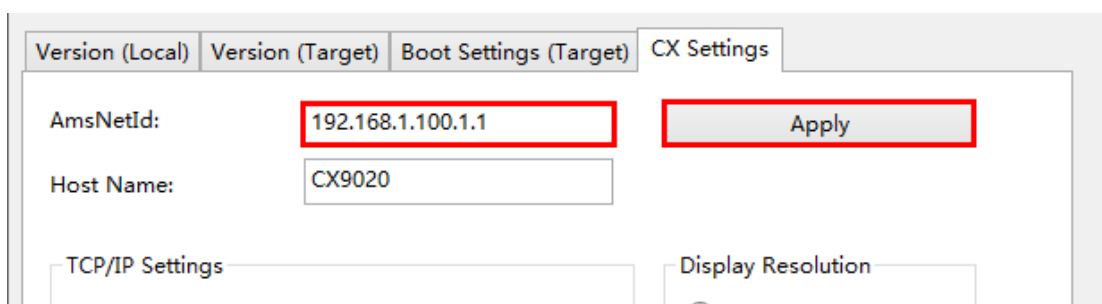 Version (Local) Version (Target) Boot Settings (Target) CX Settings
AmsNetId: 192.168.1.100.1.1 Apply
Host Name: CX9020
TCP/IP Settings Display Resolution